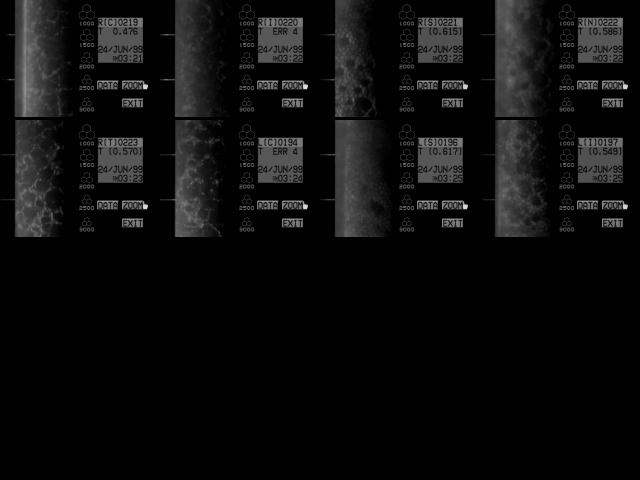 1000 R[C]0219
T 0.476
1500
24/JUN/99
03:21
2000
DATA ZOOM
2500
EXIT
3000
1000 R[I]0220
T ERR 4
1500
24/JUN/99
03:22
2000
DATA ZOOM
2500
EXIT
3000
1000 R[S]0221
T (0.615)
1500
24/JUN/99
03:22
2000
DATA ZOOM
2500
EXIT
3000
1000 R[N]0222
T (0.586)
1500
24/JUN/99
03:22
2000
DATA ZOOM
2500
EXIT
3000
1000 R[T]0223
T (0.570)
1500
24/JUN/99
03:23
2000
DATA ZOOM
2500
EXIT
3000
1000 L[C]0194
T ERR 4
1500
24/JUN/99
03:24
2000
DATA ZOOM
2500
EXIT
3000
1000 L[S]0196
T (0.617)
1500
24/JUN/99
03:25
2000
DATA ZOOM
2500
EXIT
3000
1000 L[I]0197
T (0.549)
1500
24/JUN/99
03:25
2000
DATA ZOOM
2500
EXIT
3000